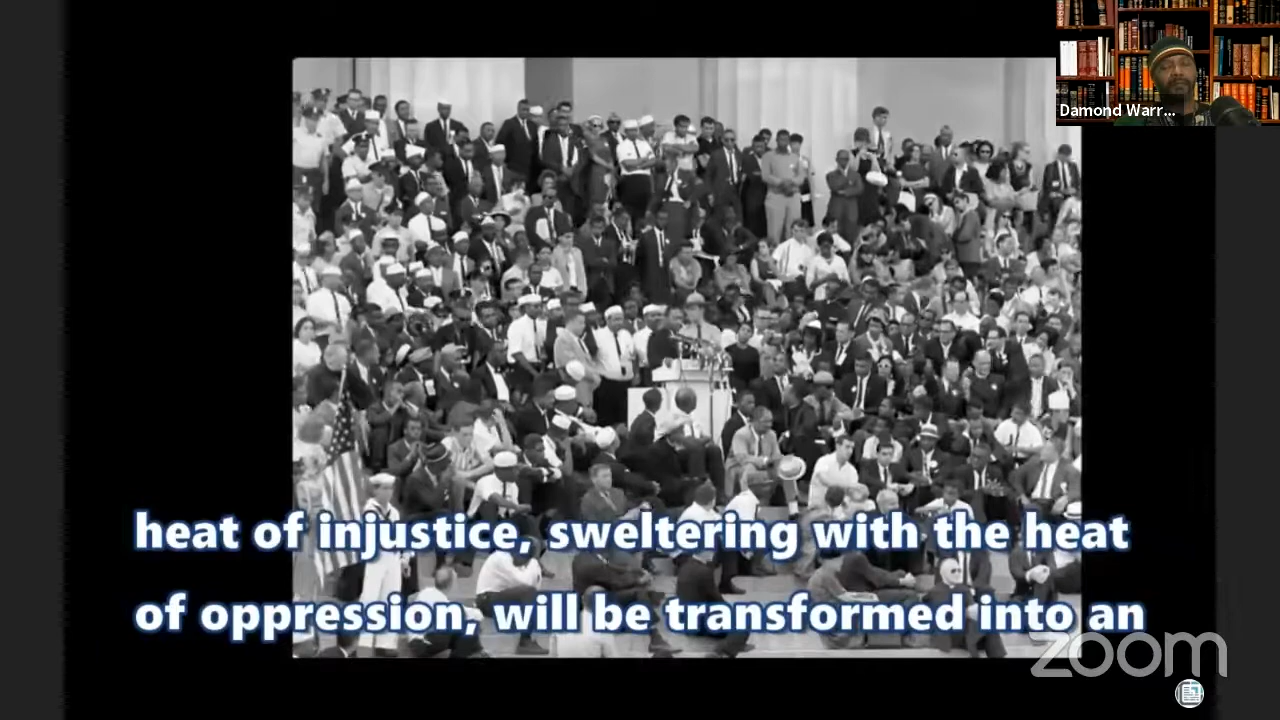 Damond Warr...
heat of injustice, sweltering with the heat
of oppression, will be transformed into an
zoom